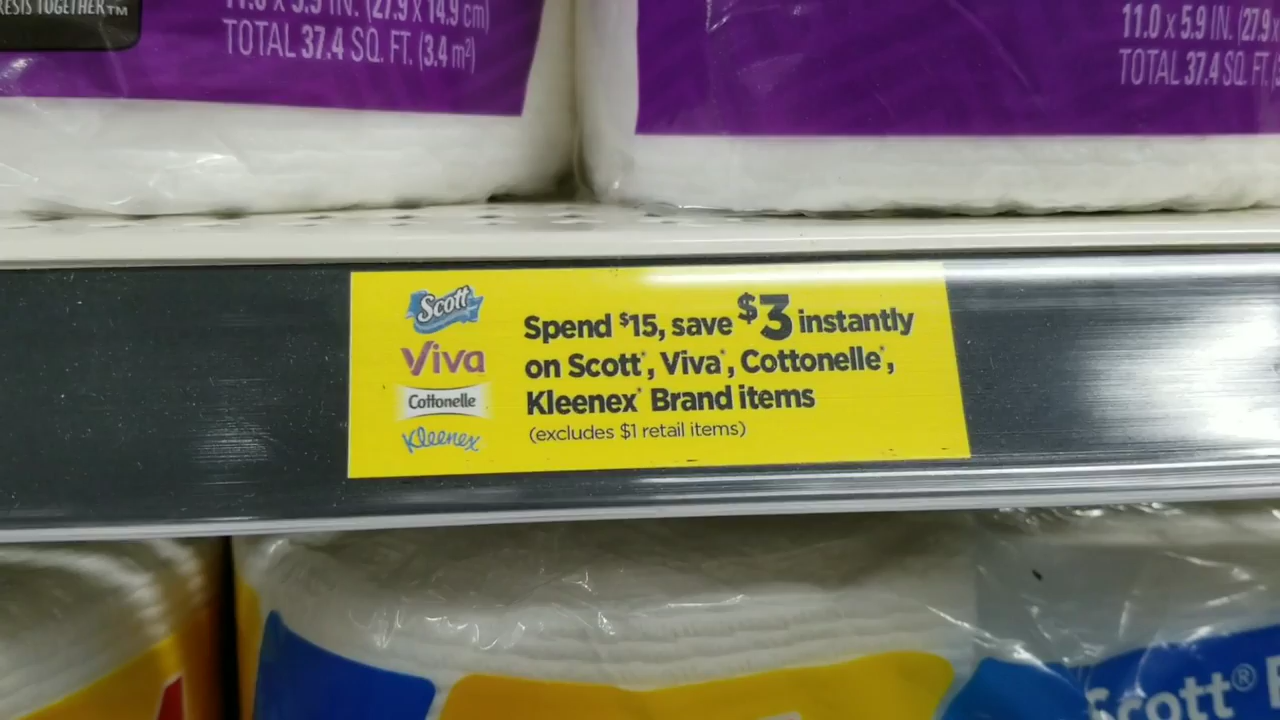 TOGETHER™
TOTAL 37.4 SQ. FT. (3.4 m²)
11.0 x 5.9 IN. (27.9
TOTAL 37.4 SQ. FT.
Scott
Viva
Cottonelle
Kleenex
Spend $15, save $3 instantly
on Scott*, Viva*, Cottonelle*,
Kleenex* Brand items
(excludes $1 retail items)
Scott®